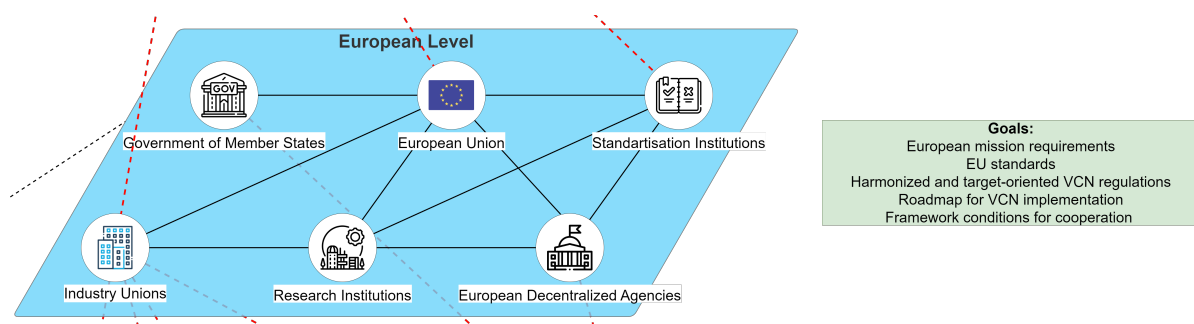 European Level
GOV
Government of Member States
European Union
Standartisation Institutions
Industry Unions
Research Institutions
European Decentralized Agencies
Goals:
European mission requirements
EU standards
Harmonized and target-oriented VCN regulations
Roadmap for VCN implementation
Framework conditions for cooperation